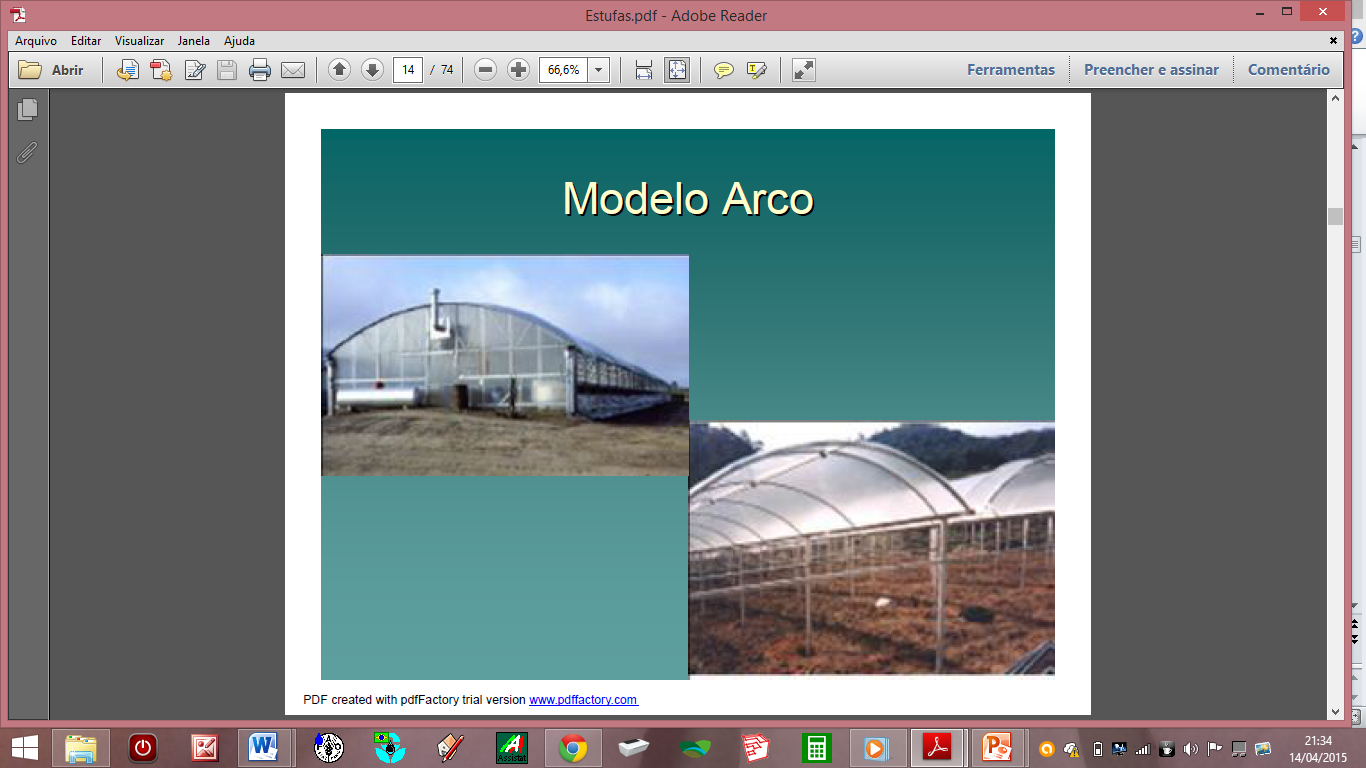 Estufas.pdf - Adobe Reader
Arquivo Editar Visualizar Janela Ajuda
Abrir 14 / 74 66,6% Ferramentas Preencher e assinar Comentário
Modelo Arco
PDF created with pdfFactory trial version www.pdffactory.com
Assistat
21:34
14/04/2015